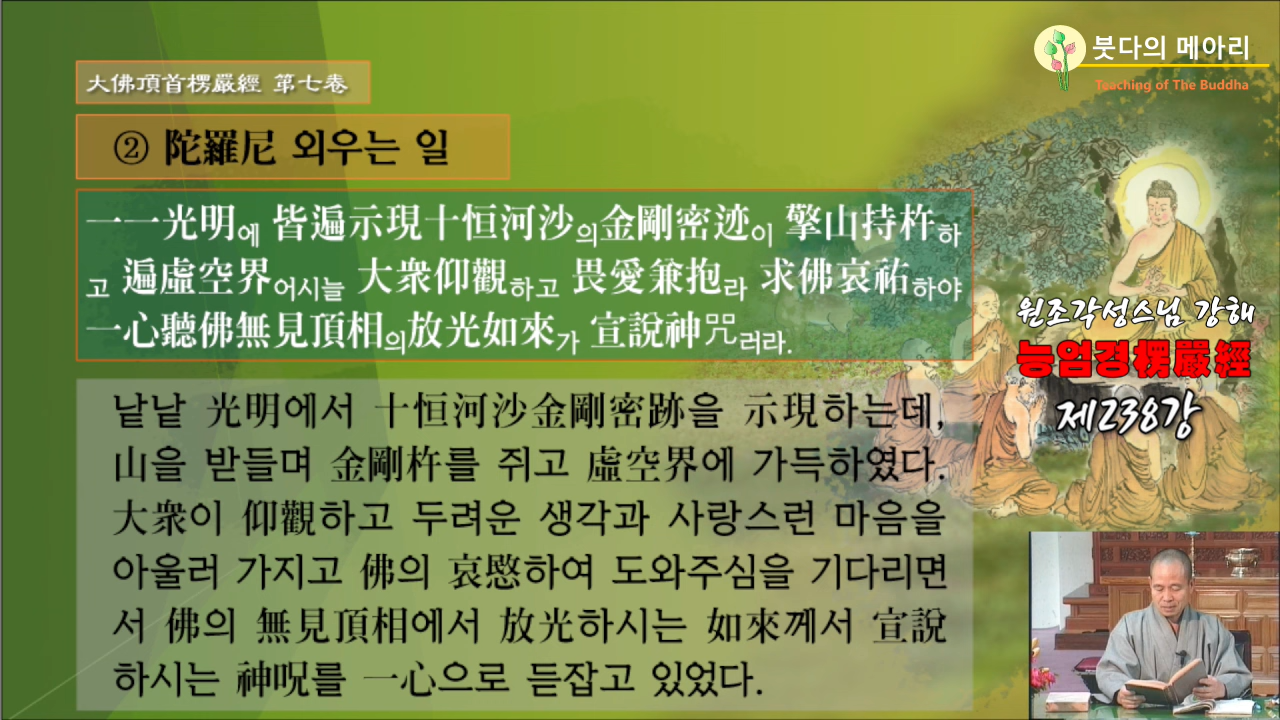 大佛頂首楞嚴經 第七卷
② 陀羅尼 외우는 일
一一光明에 皆遍示現十恒河沙의金剛密迹이 擎山持杵하
고 遍虛空界어시늘 大衆仰觀하고 畏愛兼抱라 求佛哀祐하야
一心聽佛無見頂相의放光如來가 宣說神咒러라.
낱낱 光明에서 十恒河沙金剛密跡을 示現하는데,
山을 받들며 金剛杵를 쥐고 虛空界에 가득하였다.
大衆이 仰觀하고 두려운 생각과 사랑스런 마음을
아울러 가지고 佛의 哀愍하여 도와주심을 기다리면
서 佛의 無見頂相에서 放光하시는 如來께서 宣說
하시는 神呪를 一心으로 듣잡고 있었다.
붓다의 메아리
Teaching of The Buddha
원조각성스님 강해
능엄경楞嚴經
제238강